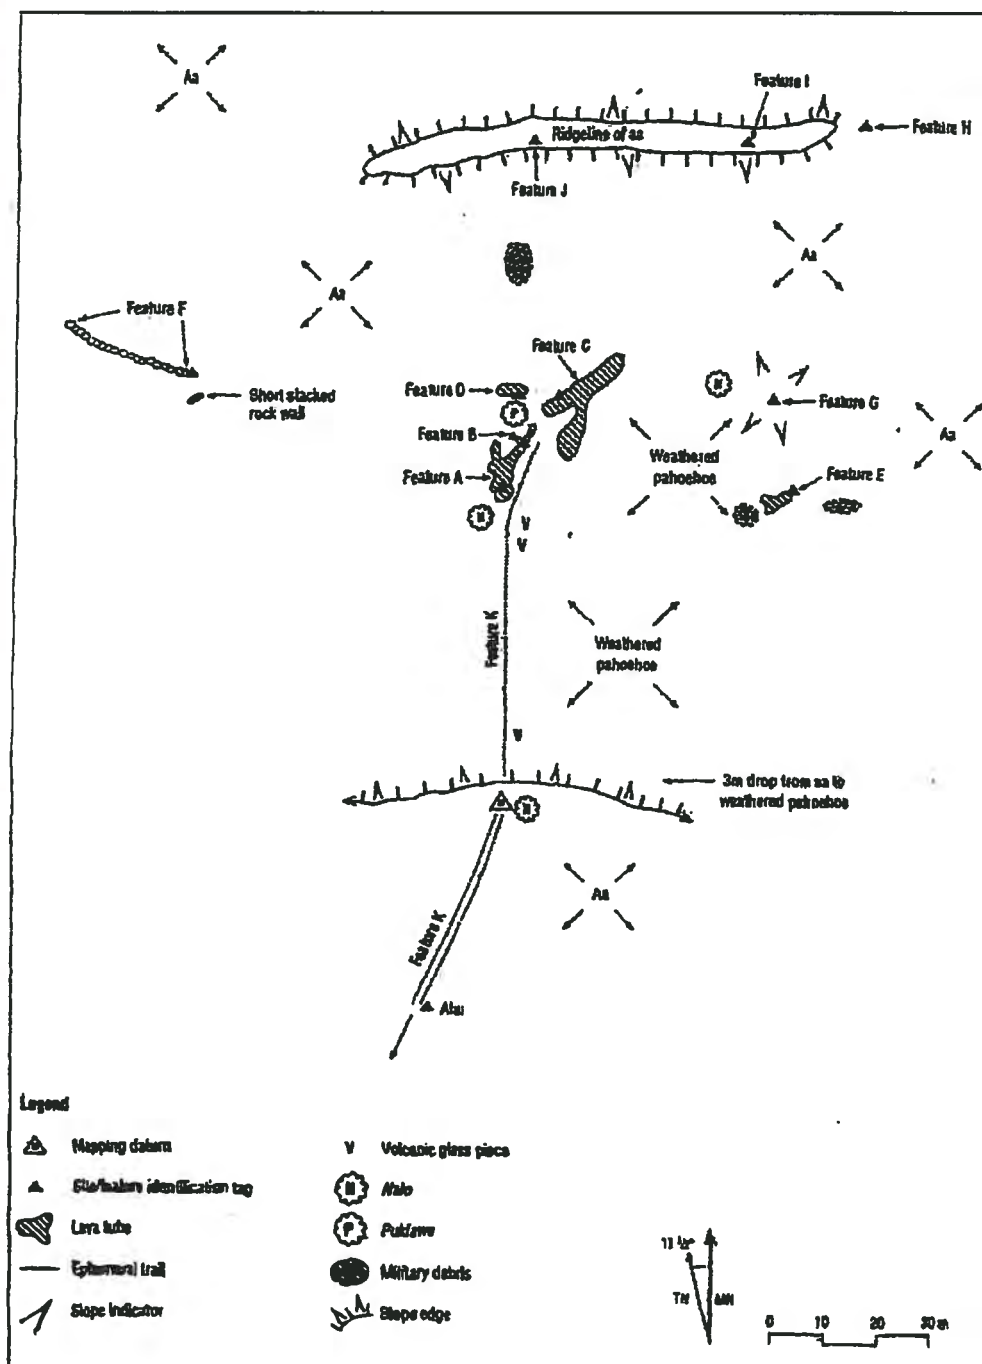 Aa
Feature I
Ridgeline of aa
Feature H
Feature J
Aa
Aa
Feature F
Short stacked
rock wall
Feature C
Feature D
P
N
Feature G
Feature B
Feature A
N
Weathered
pahoehoe
Aa
Feature E
V
V
Feature K
Weathered
pahoehoe
V
3m drop from aa to
weathered pahoehoe
N
Aa
Feature K
Ahu
Legend
Mapping datum
Site/feature identification tag
Lava tube
Ephemeral trail
Slope indicator
V Volcanic glass piece
N Naio
P Pukiawe
Military debris
Slope edge
TN
MN
0 10 20 30 m